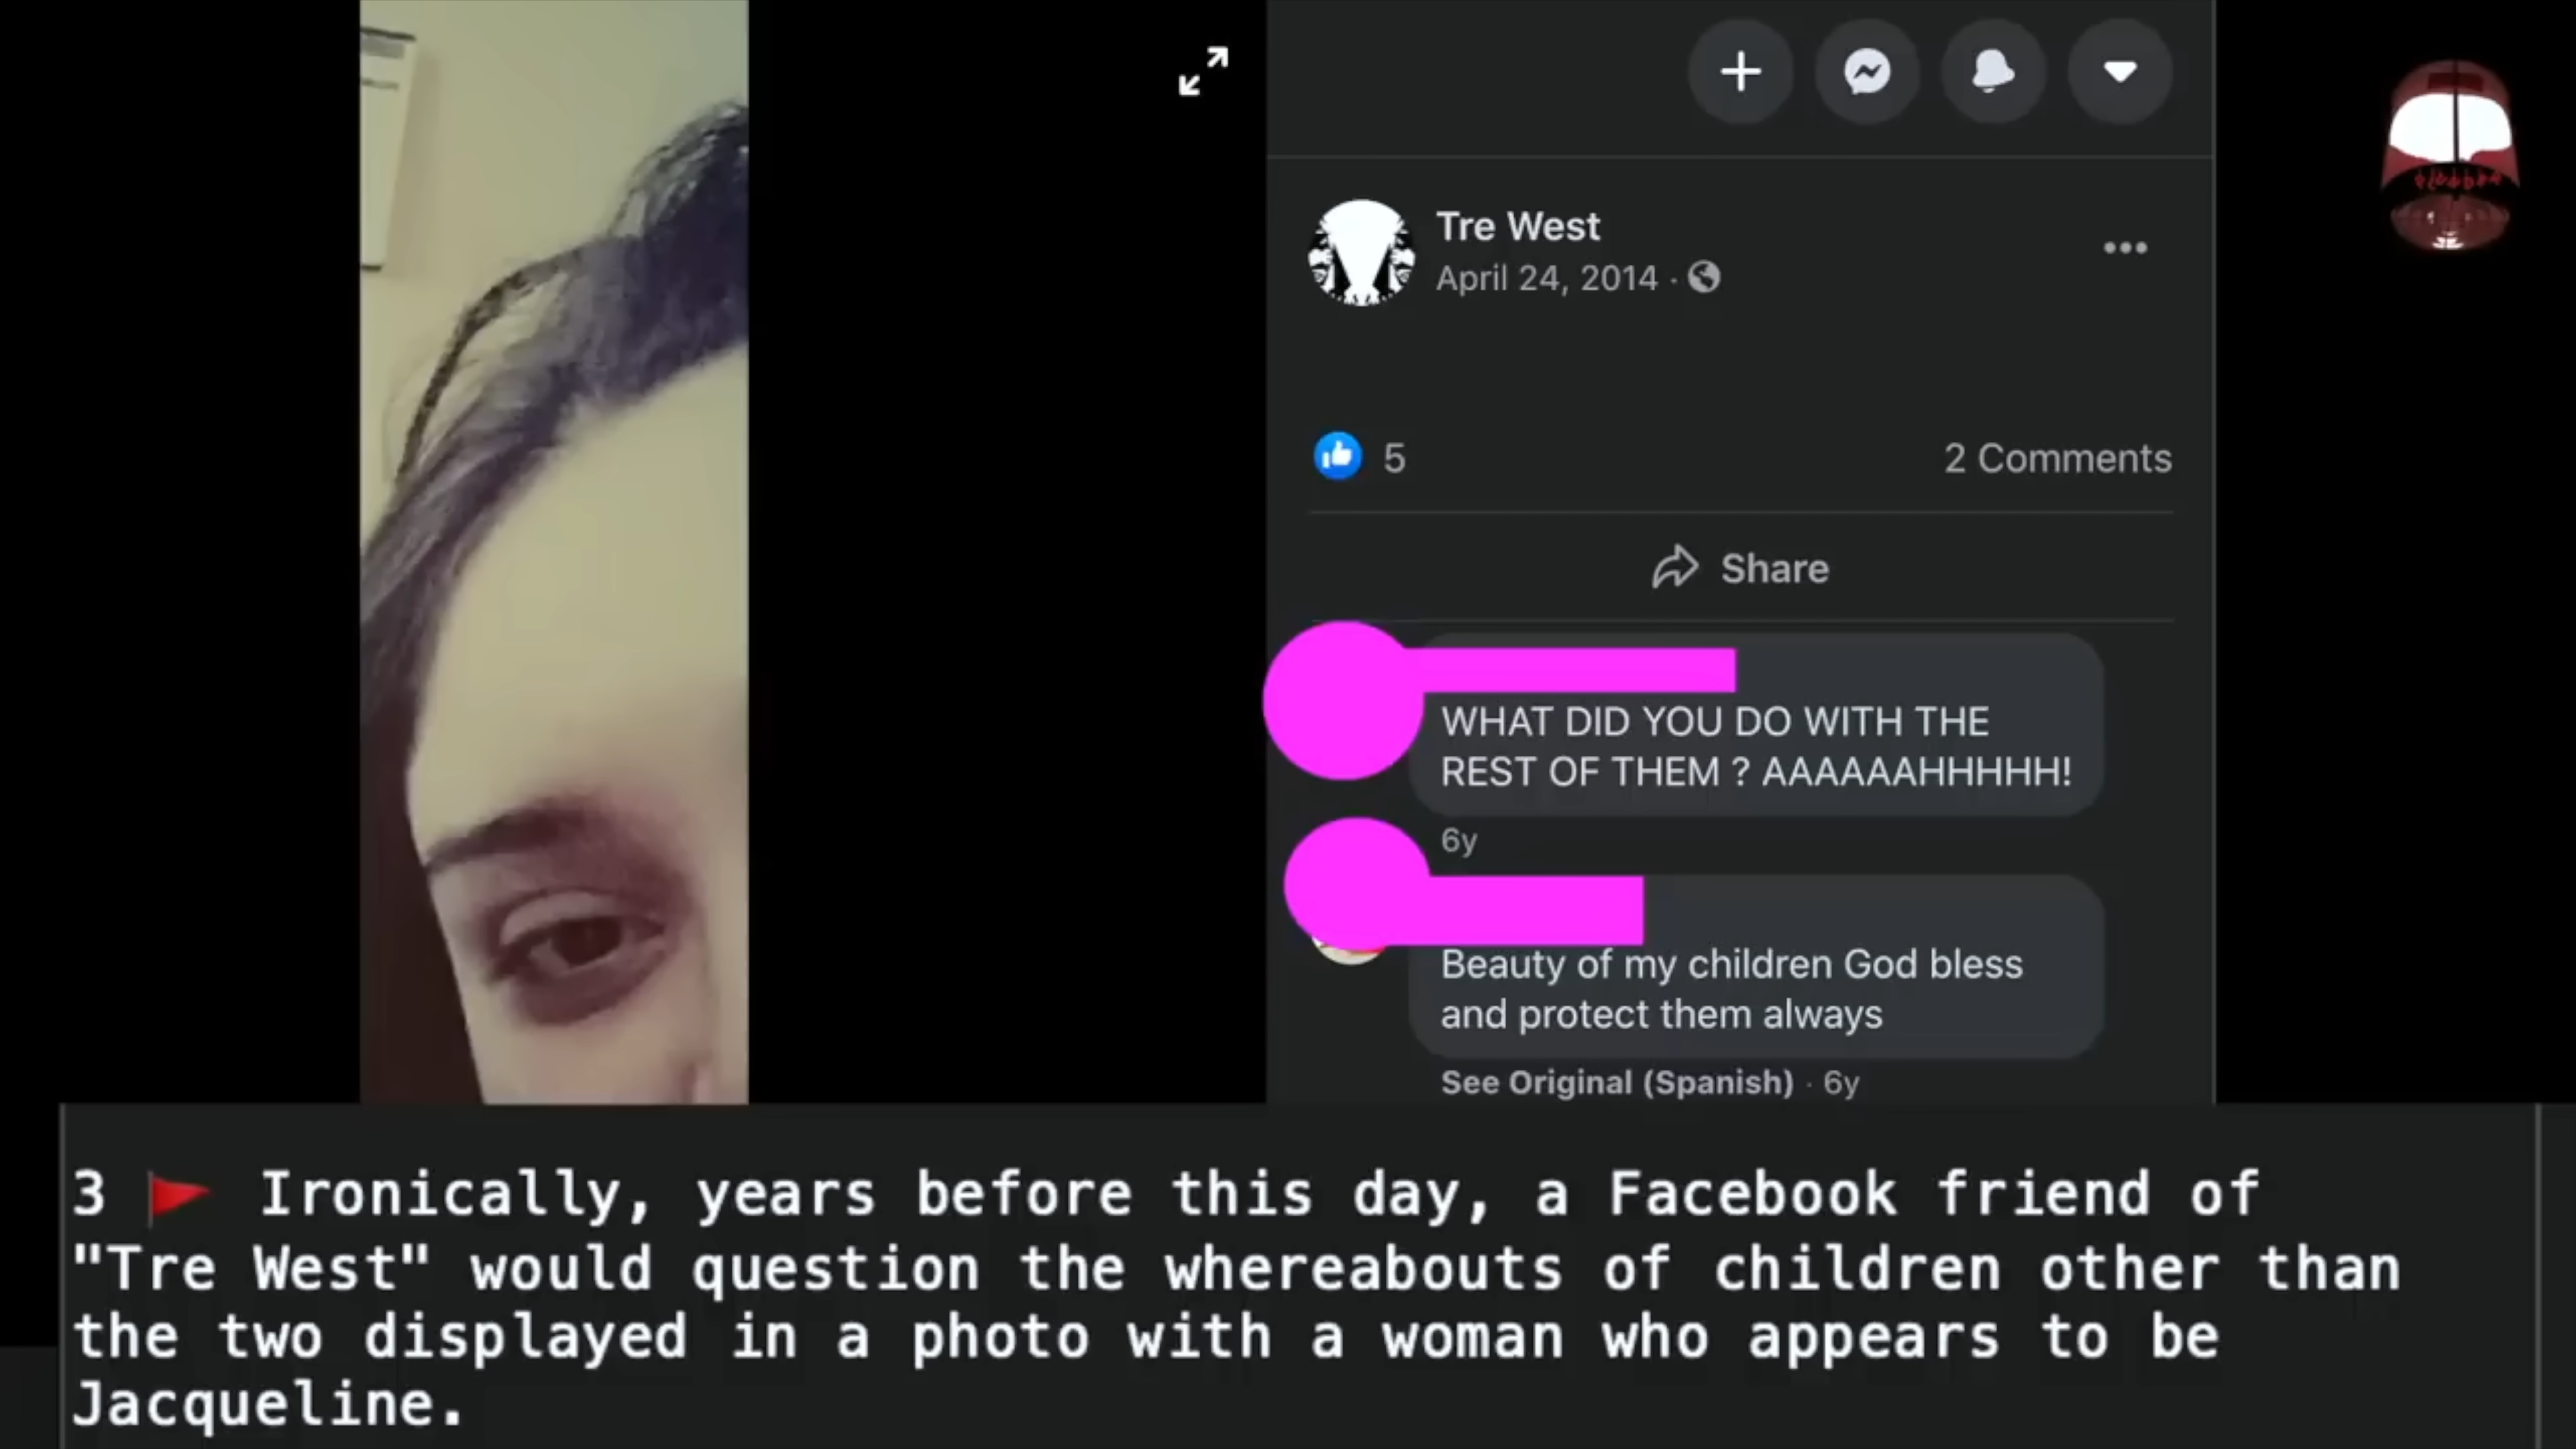 Tre West
April 24, 2014 ·
5
2 Comments
Share
WHAT DID YOU DO WITH THE
REST OF THEM ? AAAAAAHHHHH!
6y
Beauty of my children God bless
and protect them always
See Original (Spanish) · 6y
3 🚩 Ironically, years before this day, a Facebook friend of
"Tre West" would question the whereabouts of children other than
the two displayed in a photo with a woman who appears to be
Jacqueline.